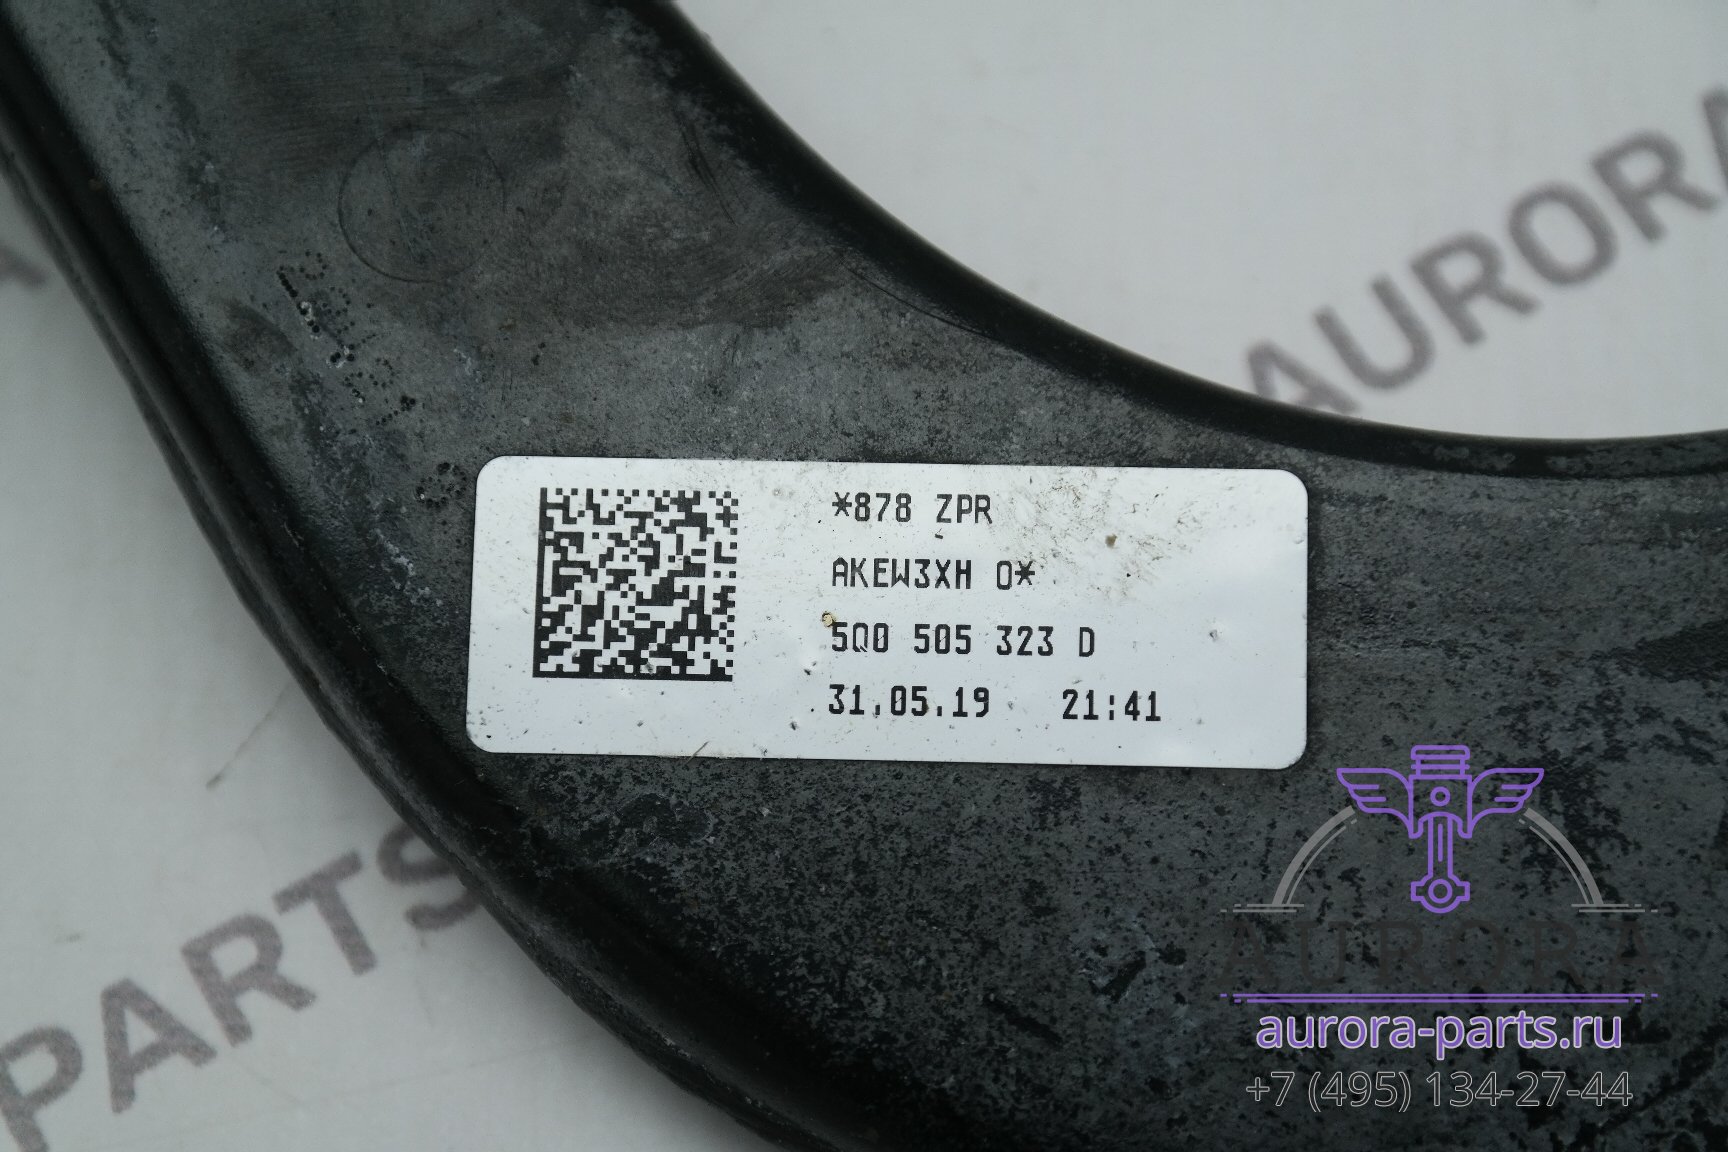 AURORA
*878 ZPR
AKEW3XH 0*
5Q0 505 323 D
31.05.19 21:41
PARTS
AURORA
aurora-parts.ru
+7 (495) 134-27-44